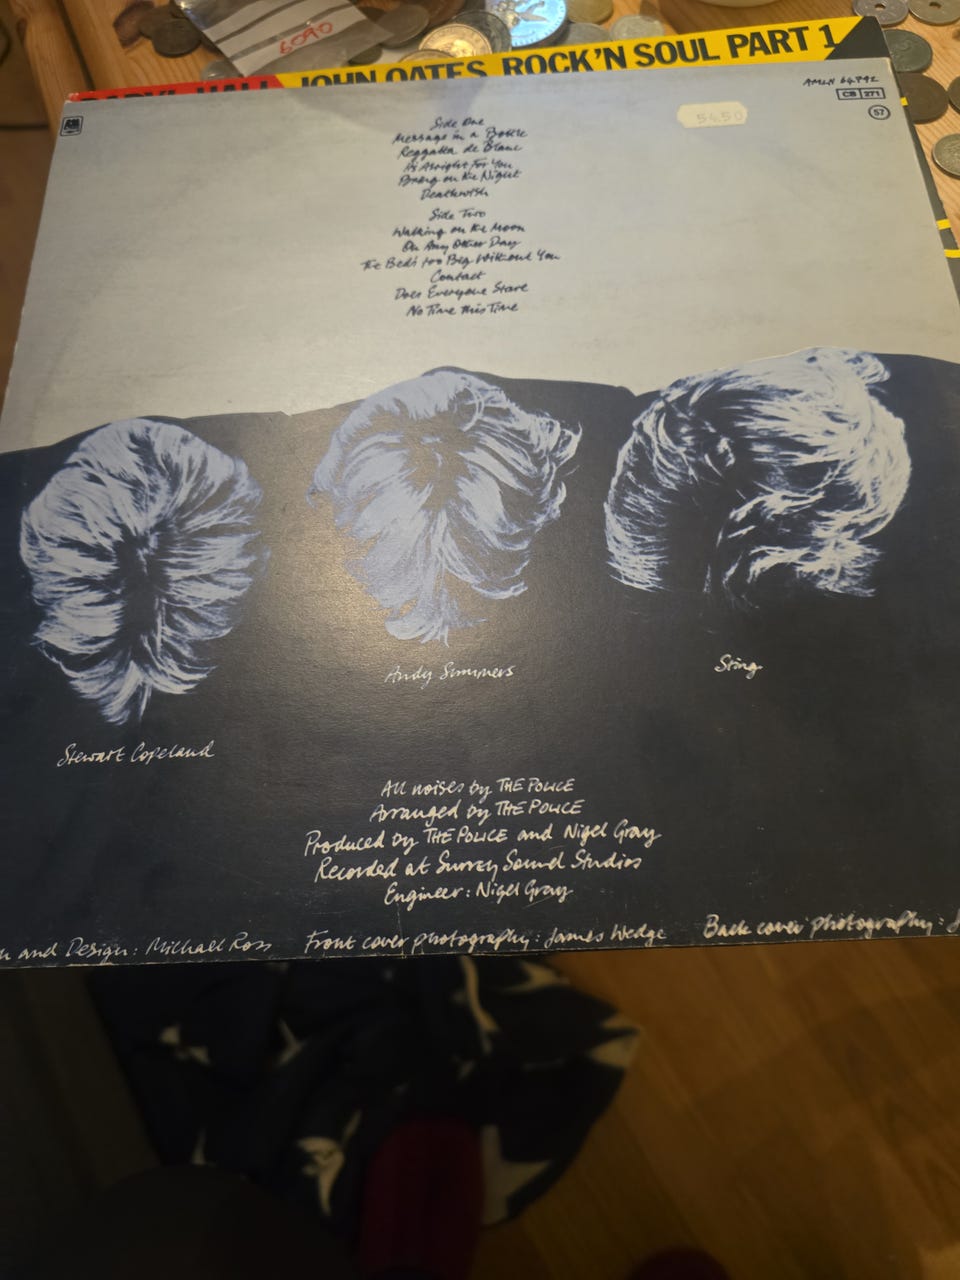 6090
DARYL HALL JOHN OATES ROCK'N SOUL PART 1
AMLH 64792
CB 271
57
5450
A&M
Side One
Message in a Bottle
Reggatta de Blanc
It's Alright For You
Bring on the Night
Deathwish
Side Two
Walking on the Moon
On Any Other Day
The Bed's too Big Without You
Contact
Does Everyone Stare
No Time this Time
Andy Summers
Sting
Stewart Copeland
All noises by THE POLICE
Arranged by THE POLICE
Produced by THE POLICE and Nigel Gray
Recorded at Surrey Sound Studios
Engineer: Nigel Gray
and Design: Michael Ross Front cover photography: James Wedge Back cover photography: